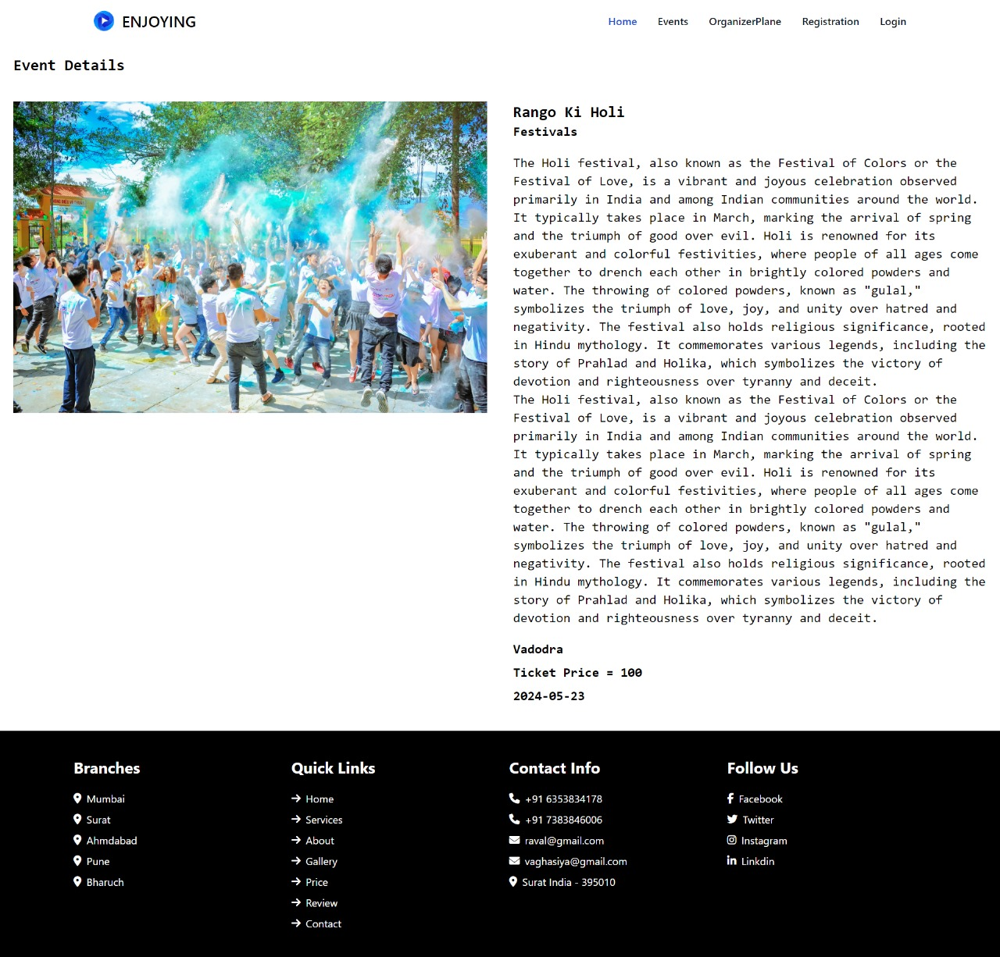 ENJOYING
Home Events OrganizerPlane Registration Login
Event Details
Rango Ki Holi
Festivals
The Holi festival, also known as the Festival of Colors or the
Festival of Love, is a vibrant and joyous celebration observed
primarily in India and among Indian communities around the world.
It typically takes place in March, marking the arrival of spring
and the triumph of good over evil. Holi is renowned for its
exuberant and colorful festivities, where people of all ages come
together to drench each other in brightly colored powders and
water. The throwing of colored powders, known as "gulal,"
symbolizes the triumph of love, joy, and unity over hatred and
negativity. The festival also holds religious significance, rooted
in Hindu mythology. It commemorates various legends, including the
story of Prahlad and Holika, which symbolizes the victory of
devotion and righteousness over tyranny and deceit.
The Holi festival, also known as the Festival of Colors or the
Festival of Love, is a vibrant and joyous celebration observed
primarily in India and among Indian communities around the world.
It typically takes place in March, marking the arrival of spring
and the triumph of good over evil. Holi is renowned for its
exuberant and colorful festivities, where people of all ages come
together to drench each other in brightly colored powders and
water. The throwing of colored powders, known as "gulal,"
symbolizes the triumph of love, joy, and unity over hatred and
negativity. The festival also holds religious significance, rooted
in Hindu mythology. It commemorates various legends, including the
story of Prahlad and Holika, which symbolizes the victory of
devotion and righteousness over tyranny and deceit.
Vadodra
Ticket Price = 100
2024-05-23
Branches
Mumbai
Surat
Ahmdabad
Pune
Bharuch
Quick Links
Home
Services
About
Gallery
Price
Review
Contact
Contact Info
+91 6353834178
+91 7383846006
raval@gmail.com
vaghasiya@gmail.com
Surat India - 395010
Follow Us
Facebook
Twitter
Instagram
Linkdin